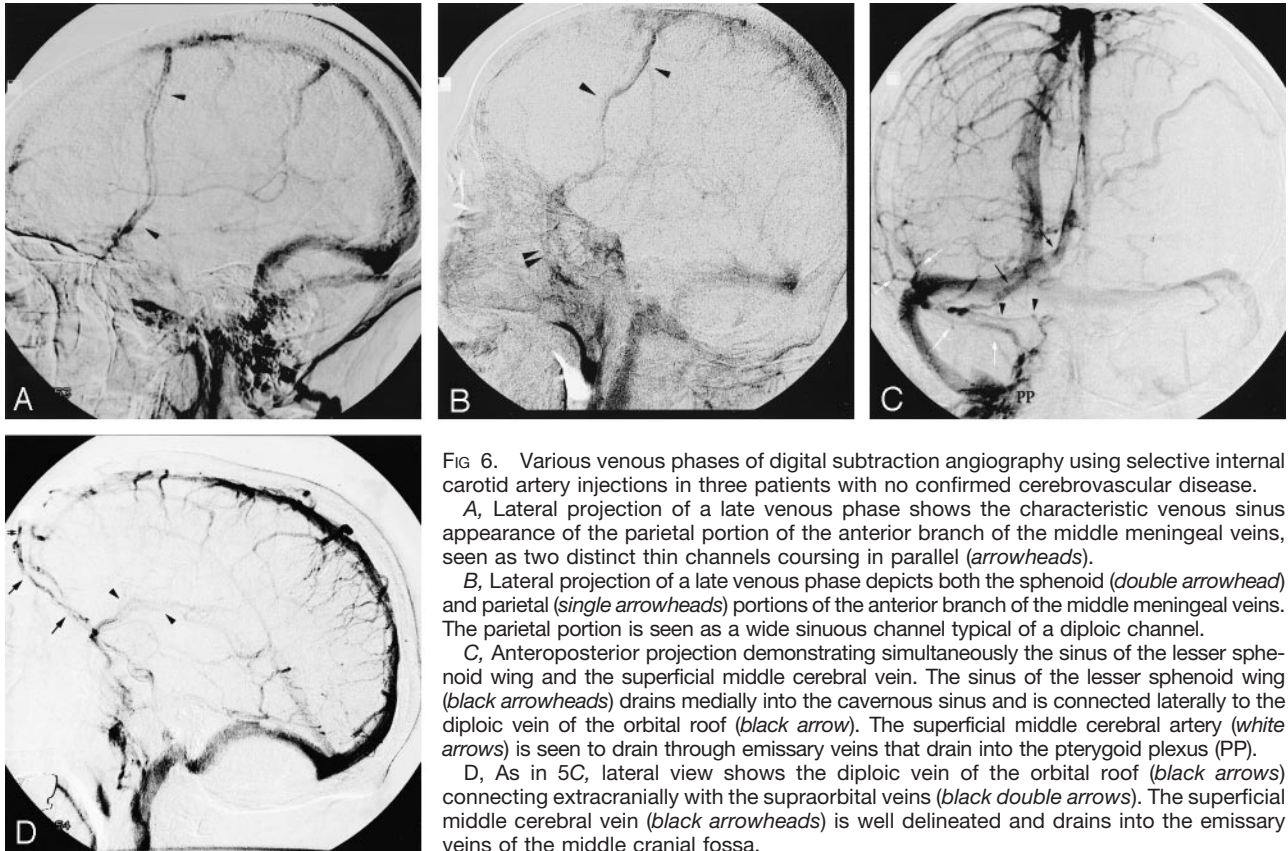 A
B
C
PP
D
FIG 6. Various venous phases of digital subtraction angiography using selective internal
carotid artery injections in three patients with no confirmed cerebrovascular disease.
A, Lateral projection of a late venous phase shows the characteristic venous sinus
appearance of the parietal portion of the anterior branch of the middle meningeal veins,
seen as two distinct thin channels coursing in parallel (arrowheads).
B, Lateral projection of a late venous phase depicts both the sphenoid (double arrowhead)
and parietal (single arrowheads) portions of the anterior branch of the middle meningeal veins.
The parietal portion is seen as a wide sinuous channel typical of a diploic channel.
C, Anteroposterior projection demonstrating simultaneously the sinus of the lesser sphe-
noid wing and the superficial middle cerebral vein. The sinus of the lesser sphenoid wing
(black arrowheads) drains medially into the cavernous sinus and is connected laterally to the
diploic vein of the orbital roof (black arrow). The superficial middle cerebral artery (white
arrows) is seen to drain through emissary veins that drain into the pterygoid plexus (PP).
D, As in 5C, lateral view shows the diploic vein of the orbital roof (black arrows)
connecting extracranially with the supraorbital veins (black double arrows). The superficial
middle cerebral vein (black arrowheads) is well delineated and drains into the emissary
veins of the middle cranial fossa.